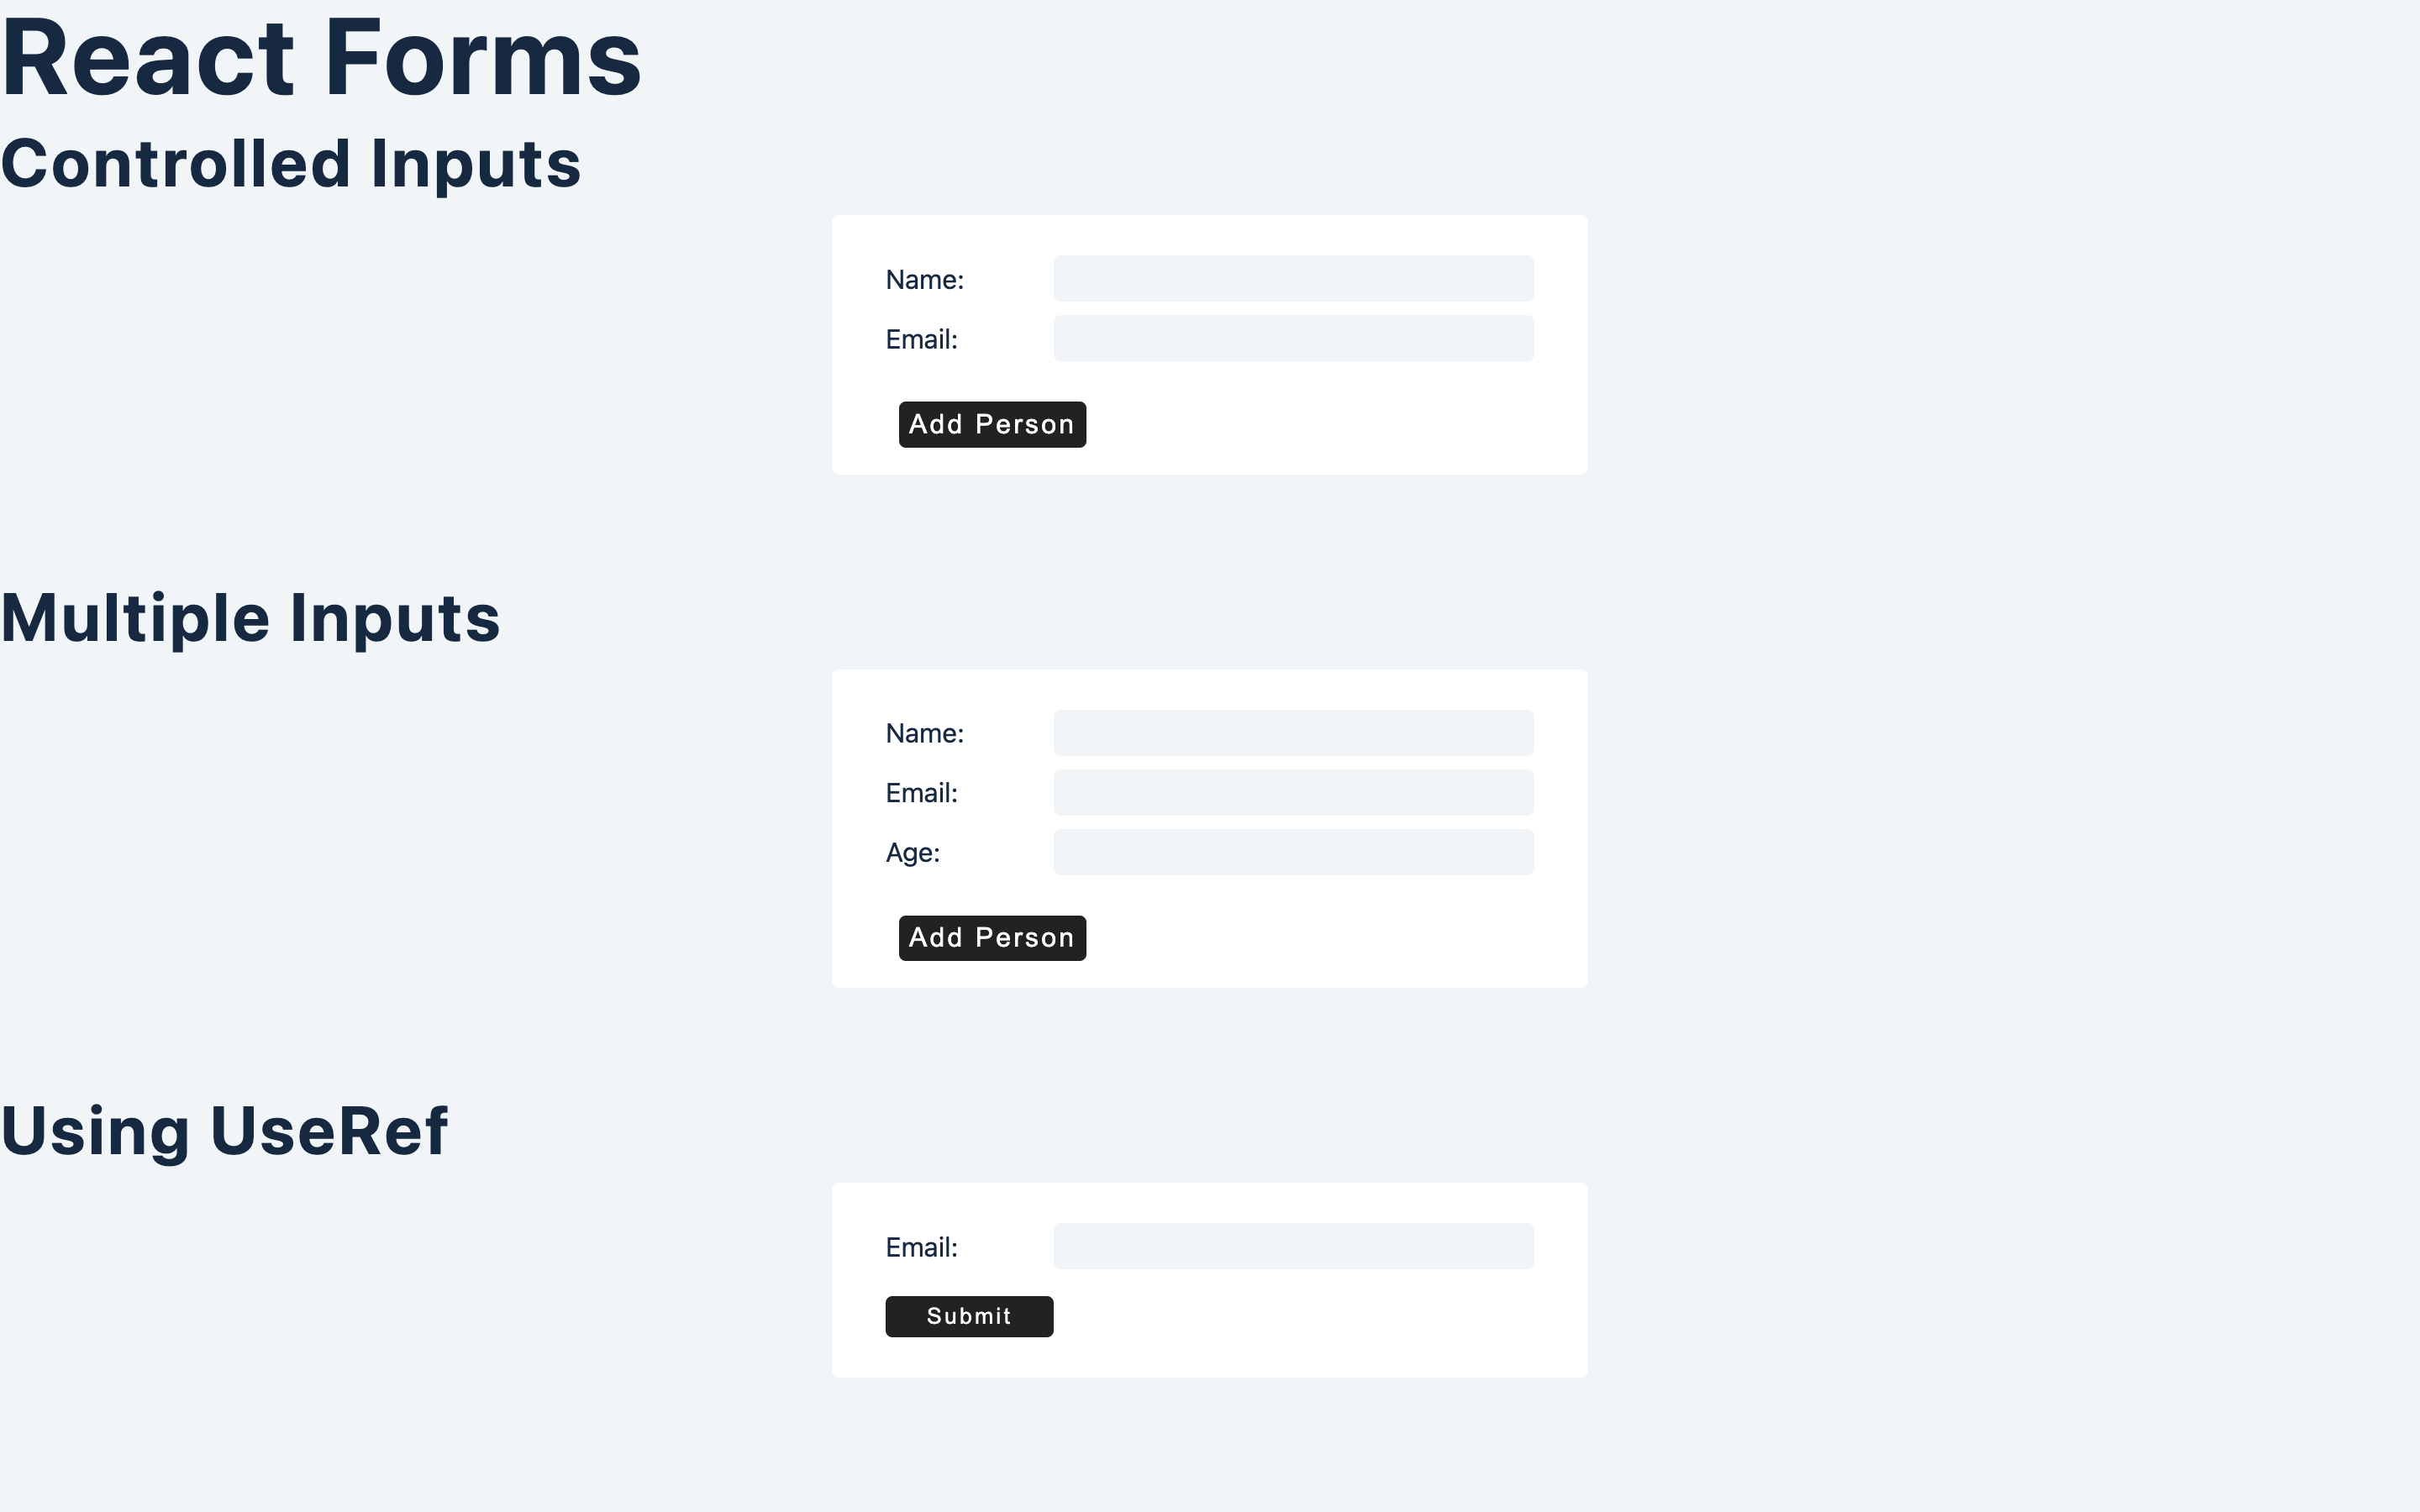 React Forms
Controlled Inputs
Name:
Email:
Add Person
Multiple Inputs
Name:
Email:
Age:
Add Person
Using UseRef
Email:
Submit